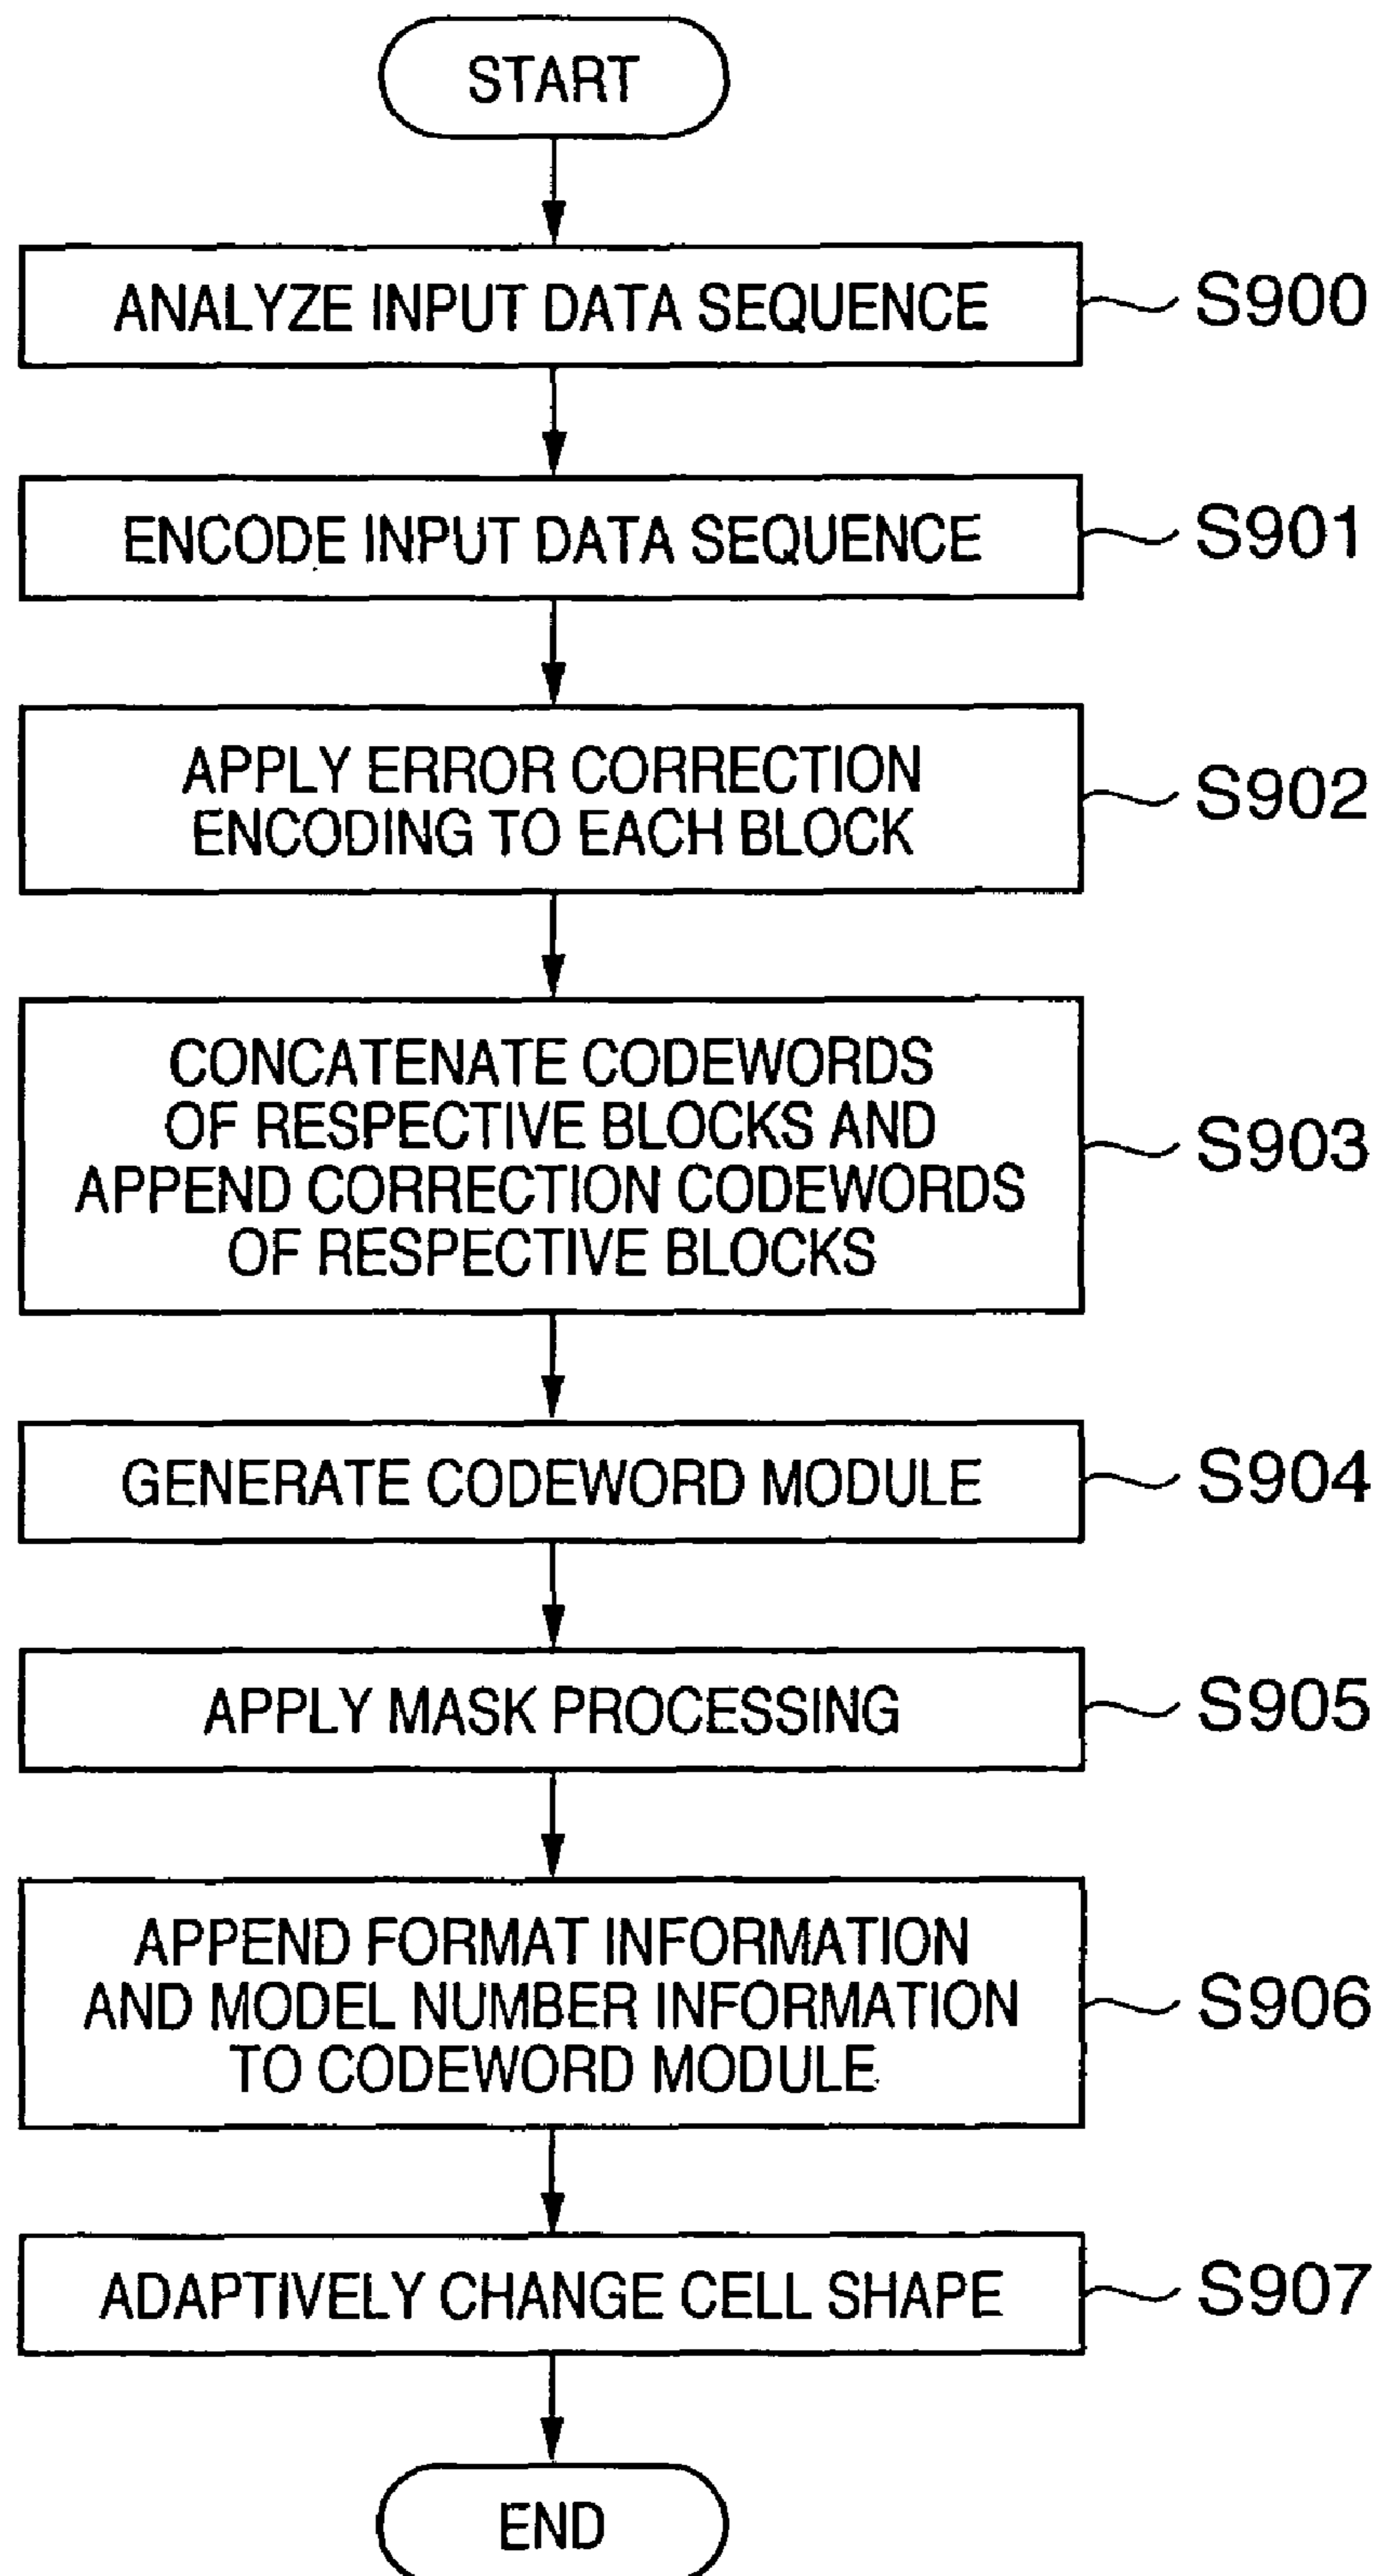 START
ANALYZE INPUT DATA SEQUENCE
S900
ENCODE INPUT DATA SEQUENCE
S901
APPLY ERROR CORRECTION
ENCODING TO EACH BLOCK
S902
CONCATENATE CODEWORDS
OF RESPECTIVE BLOCKS AND
APPEND CORRECTION CODEWORDS
OF RESPECTIVE BLOCKS
S903
GENERATE CODEWORD MODULE
S904
APPLY MASK PROCESSING
S905
APPEND FORMAT INFORMATION
AND MODEL NUMBER INFORMATION
TO CODEWORD MODULE
S906
ADAPTIVELY CHANGE CELL SHAPE
S907
END